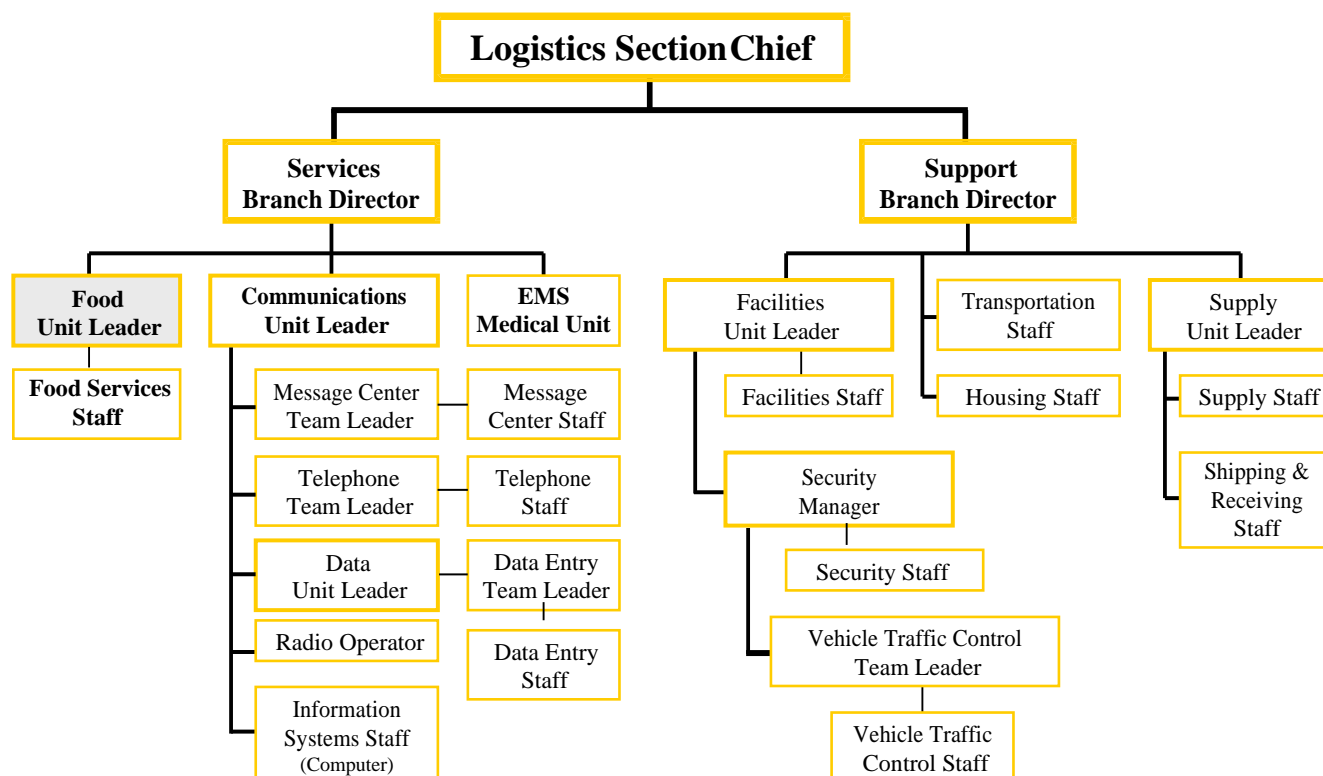 Logistics Section Chief
Services
Branch Director
Support
Branch Director
Food
Unit Leader
Communications
Unit Leader
EMS
Medical Unit
Facilities
Unit Leader
Transportation
Staff
Supply
Unit Leader
Food Services
Staff
Message Center
Team Leader
Message
Center Staff
Facilities Staff
Housing Staff
Supply Staff
Telephone
Team Leader
Telephone
Staff
Security
Manager
Shipping &
Receiving
Staff
Data
Unit Leader
Data Entry
Team Leader
Security Staff
Radio Operator
Data Entry
Staff
Vehicle Traffic Control
Team Leader
Information
Systems Staff
(Computer)
Vehicle Traffic
Control Staff